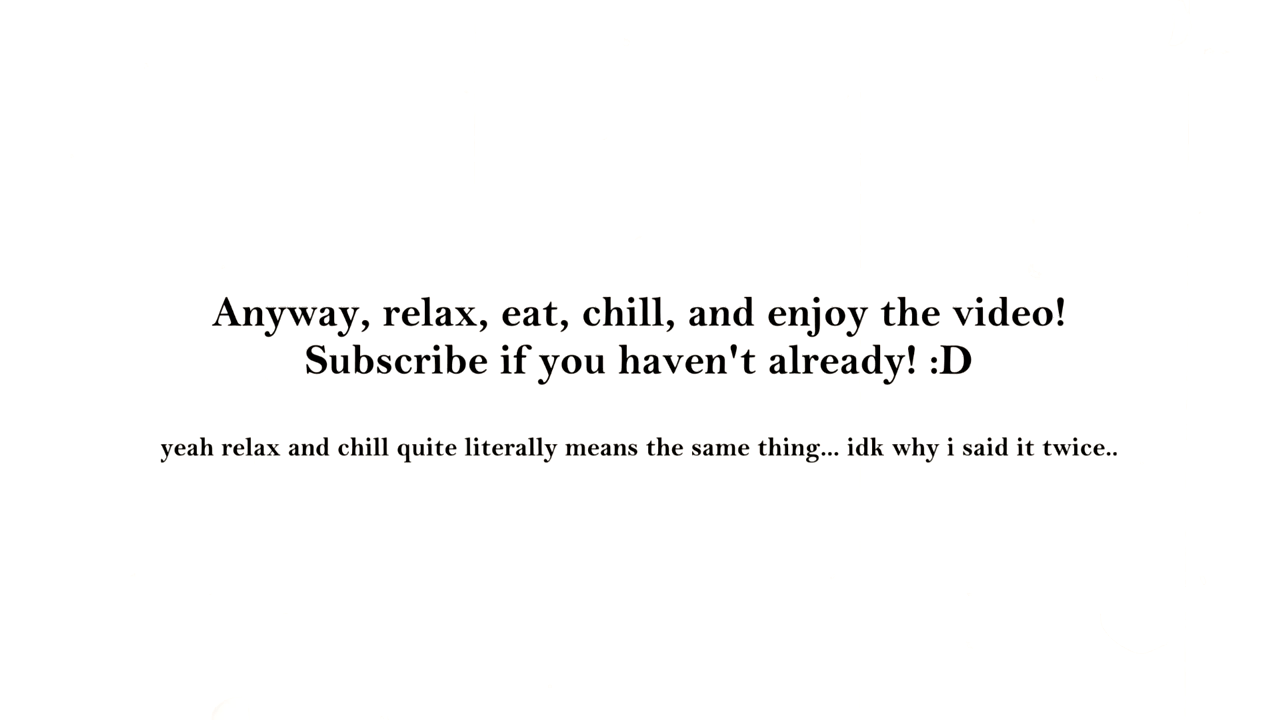 Anyway, relax, eat, chill, and enjoy the video!
Subscribe if you haven't already! :D
yeah relax and chill quite literally means the same thing... idk why i said it twice..